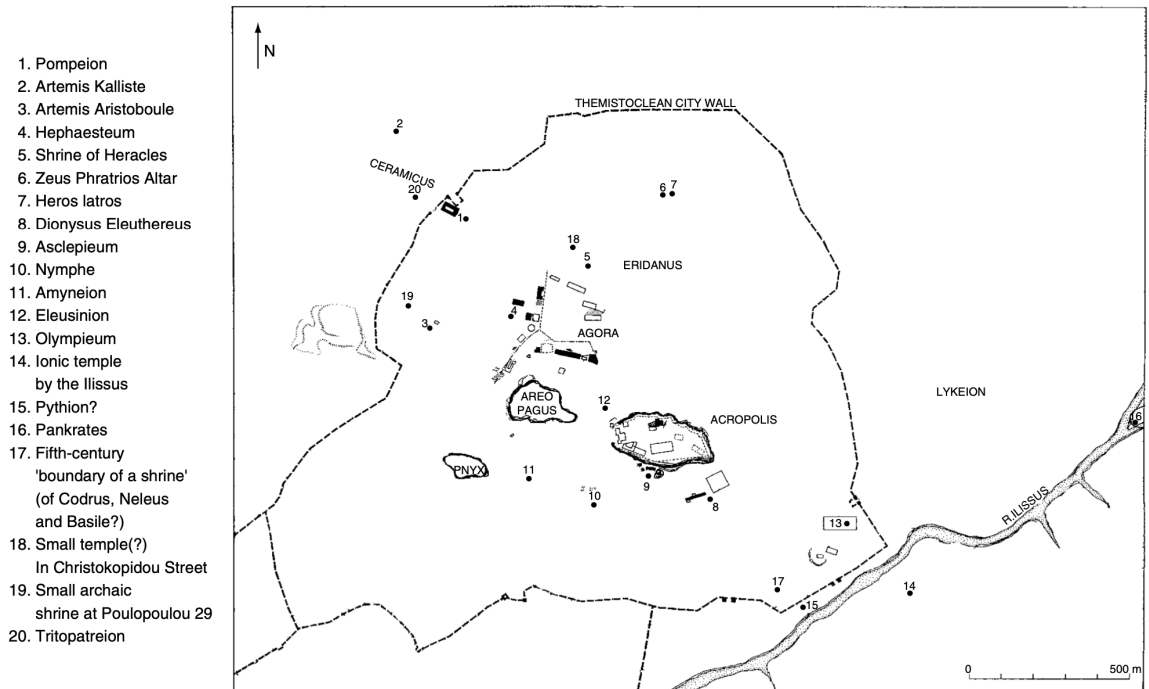 1. Pompeion
2. Artemis Kalliste
3. Artemis Aristoboule
4. Hephaesteum
5. Shrine of Heracles
6. Zeus Phratrios Altar
7. Heros Iatros
8. Dionysus Eleuthereus
9. Asclepieum
10. Nymphe
11. Amyneion
12. Eleusinion
13. Olympieum
14. Ionic temple
by the Ilissus
15. Pythion?
16. Pankrates
17. Fifth-century
'boundary of a shrine'
(of Codrus, Neleus
and Basile?)
18. Small temple(?)
In Christokopidou Street
19. Small archaic
shrine at Poulopoulou 29
20. Tritopatreion
N
THEMISTOCLEAN CITY WALL
2
CERAMICUS
20
1
6 7
18
5
ERIDANUS
19
3
4
AGORA
AREO
PAGUS
12
ACROPOLIS
LYKEION
16
PNYX
11
9
10
8
R.ILISSUS
13
17
15
14
0 500 m